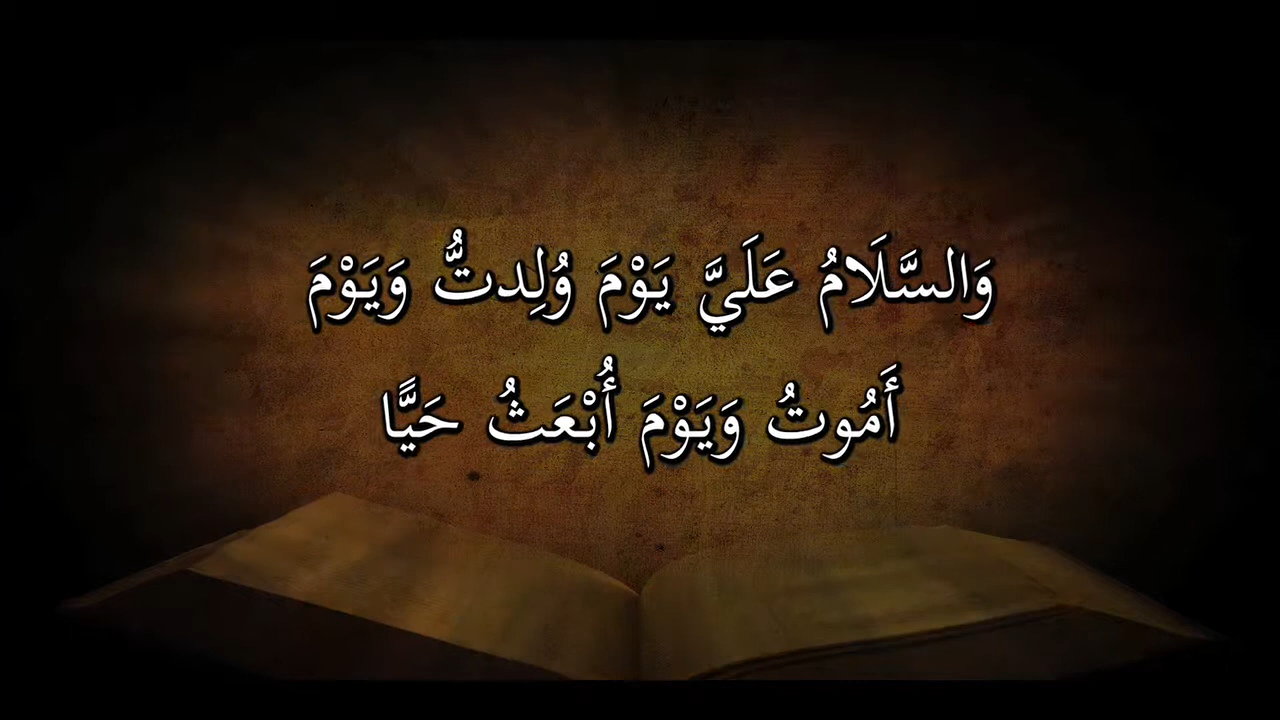 وَالسَّلَامُ عَلَيَّ يَوْمَ وُلِدتُّ وَيَوْمَ
أَمُوتُ وَيَوْمَ أُبْعَثُ حَيًّا